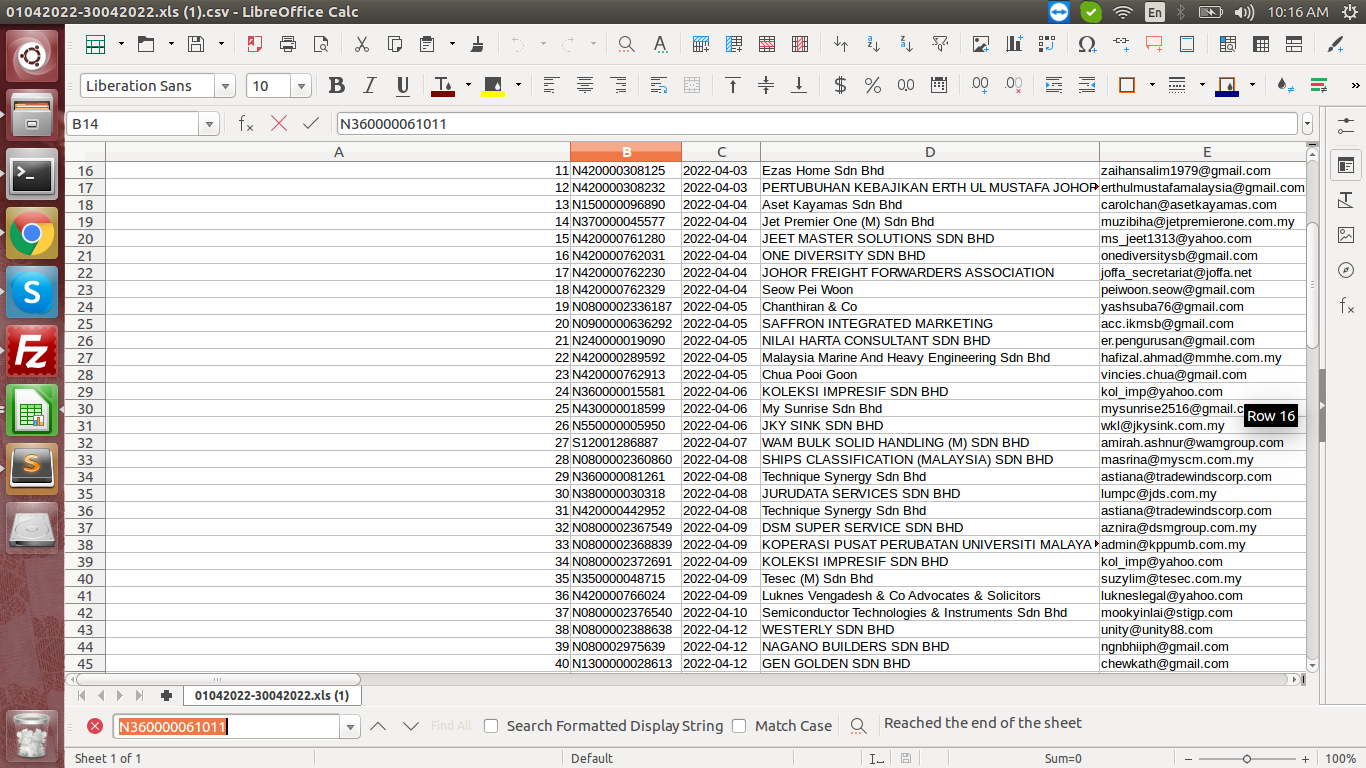 01042022-30042022.xls (1).csv - LibreOffice Calc En 10:16 AM
Liberation Sans 10
B14 N360000061011
A B C D E
16 11 N420000308125 2022-04-03 Ezas Home Sdn Bhd zaihansalim1979@gmail.com
17 12 N420000308232 2022-04-03 PERTUBUHAN KEBAJIKAN ERTH UL MUSTAFA JOHOR erthulmustafamalaysia@gmail.com
18 13 N150000096890 2022-04-04 Aset Kayamas Sdn Bhd carolchan@asetkayamas.com
19 14 N370000045577 2022-04-04 Jet Premier One (M) Sdn Bhd muzibiha@jetpremierone.com.my
20 15 N420000761280 2022-04-04 JEET MASTER SOLUTIONS SDN BHD ms_jeet1313@yahoo.com
21 16 N420000762031 2022-04-04 ONE DIVERSITY SDN BHD onediversitysb@gmail.com
22 17 N420000762230 2022-04-04 JOHOR FREIGHT FORWARDERS ASSOCIATION joffa_secretariat@joffa.net
23 18 N420000762329 2022-04-04 Seow Pei Woon peiwoon.seow@gmail.com
24 19 N0800002336187 2022-04-05 Chanthiran & Co yashsuba76@gmail.com
25 20 N0900000636292 2022-04-05 SAFFRON INTEGRATED MARKETING acc.ikmsb@gmail.com
26 21 N240000019090 2022-04-05 NILAI HARTA CONSULTANT SDN BHD er.pengurusan@gmail.com
27 22 N420000289592 2022-04-05 Malaysia Marine And Heavy Engineering Sdn Bhd hafizal.ahmad@mmhe.com.my
28 23 N420000762913 2022-04-05 Chua Pooi Goon vincies.chua@gmail.com
29 24 N360000015581 2022-04-06 KOLEKSI IMPRESIF SDN BHD kol_imp@yahoo.com
30 25 N430000018599 2022-04-06 My Sunrise Sdn Bhd mysunrise2516@gmail.c Row 16
31 26 N550000005950 2022-04-06 JKY SINK SDN BHD wkl@jkysink.com.my
32 27 S12001286887 2022-04-07 WAM BULK SOLID HANDLING (M) SDN BHD amirah.ashnur@wamgroup.com
33 28 N0800002360860 2022-04-08 SHIPS CLASSIFICATION (MALAYSIA) SDN BHD masrina@myscm.com.my
34 29 N360000081261 2022-04-08 Technique Synergy Sdn Bhd astiana@tradewindscorp.com
35 30 N380000030318 2022-04-08 JURUDATA SERVICES SDN BHD lumpc@jds.com.my
36 31 N420000442952 2022-04-08 Technique Synergy Sdn Bhd astiana@tradewindscorp.com
37 32 N0800002367549 2022-04-09 DSM SUPER SERVICE SDN BHD aznira@dsmgroup.com.my
38 33 N0800002368839 2022-04-09 KOPERASI PUSAT PERUBATAN UNIVERSITI MALAYA admin@kppumb.com.my
39 34 N0800002372691 2022-04-09 KOLEKSI IMPRESIF SDN BHD kol_imp@yahoo.com
40 35 N350000048715 2022-04-09 Tesec (M) Sdn Bhd suzylim@tesec.com.my
41 36 N420000766024 2022-04-09 Luknes Vengadesh & Co Advocates & Solicitors lukneslegal@yahoo.com
42 37 N0800002376540 2022-04-10 Semiconductor Technologies & Instruments Sdn Bhd mookyinlai@stigp.com
43 38 N0800002388638 2022-04-12 WESTERLY SDN BHD unity@unity88.com
44 39 N080002975639 2022-04-12 NAGANO BUILDERS SDN BHD ngnbhiiph@gmail.com
45 40 N1300000028613 2022-04-12 GEN GOLDEN SDN BHD chewkath@gmail.com
01042022-30042022.xls (1)
N360000061011 Find All Search Formatted Display String Match Case Reached the end of the sheet
Sheet 1 of 1 Default Sum=0 100%